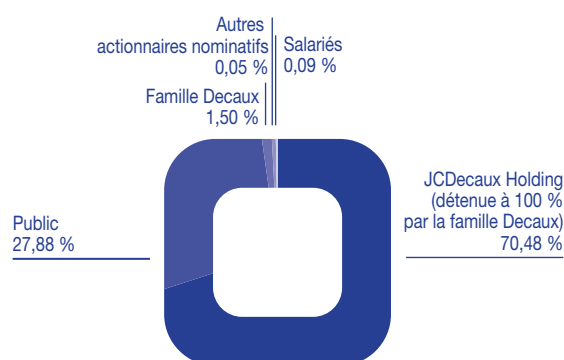 Autres
actionnaires nominatifs
0,05 %
Salariés
0,09 %
Famille Decaux
1,50 %
JCDecaux Holding
(détenue à 100 %
par la famille Decaux)
70,48 %
Public
27,88 %